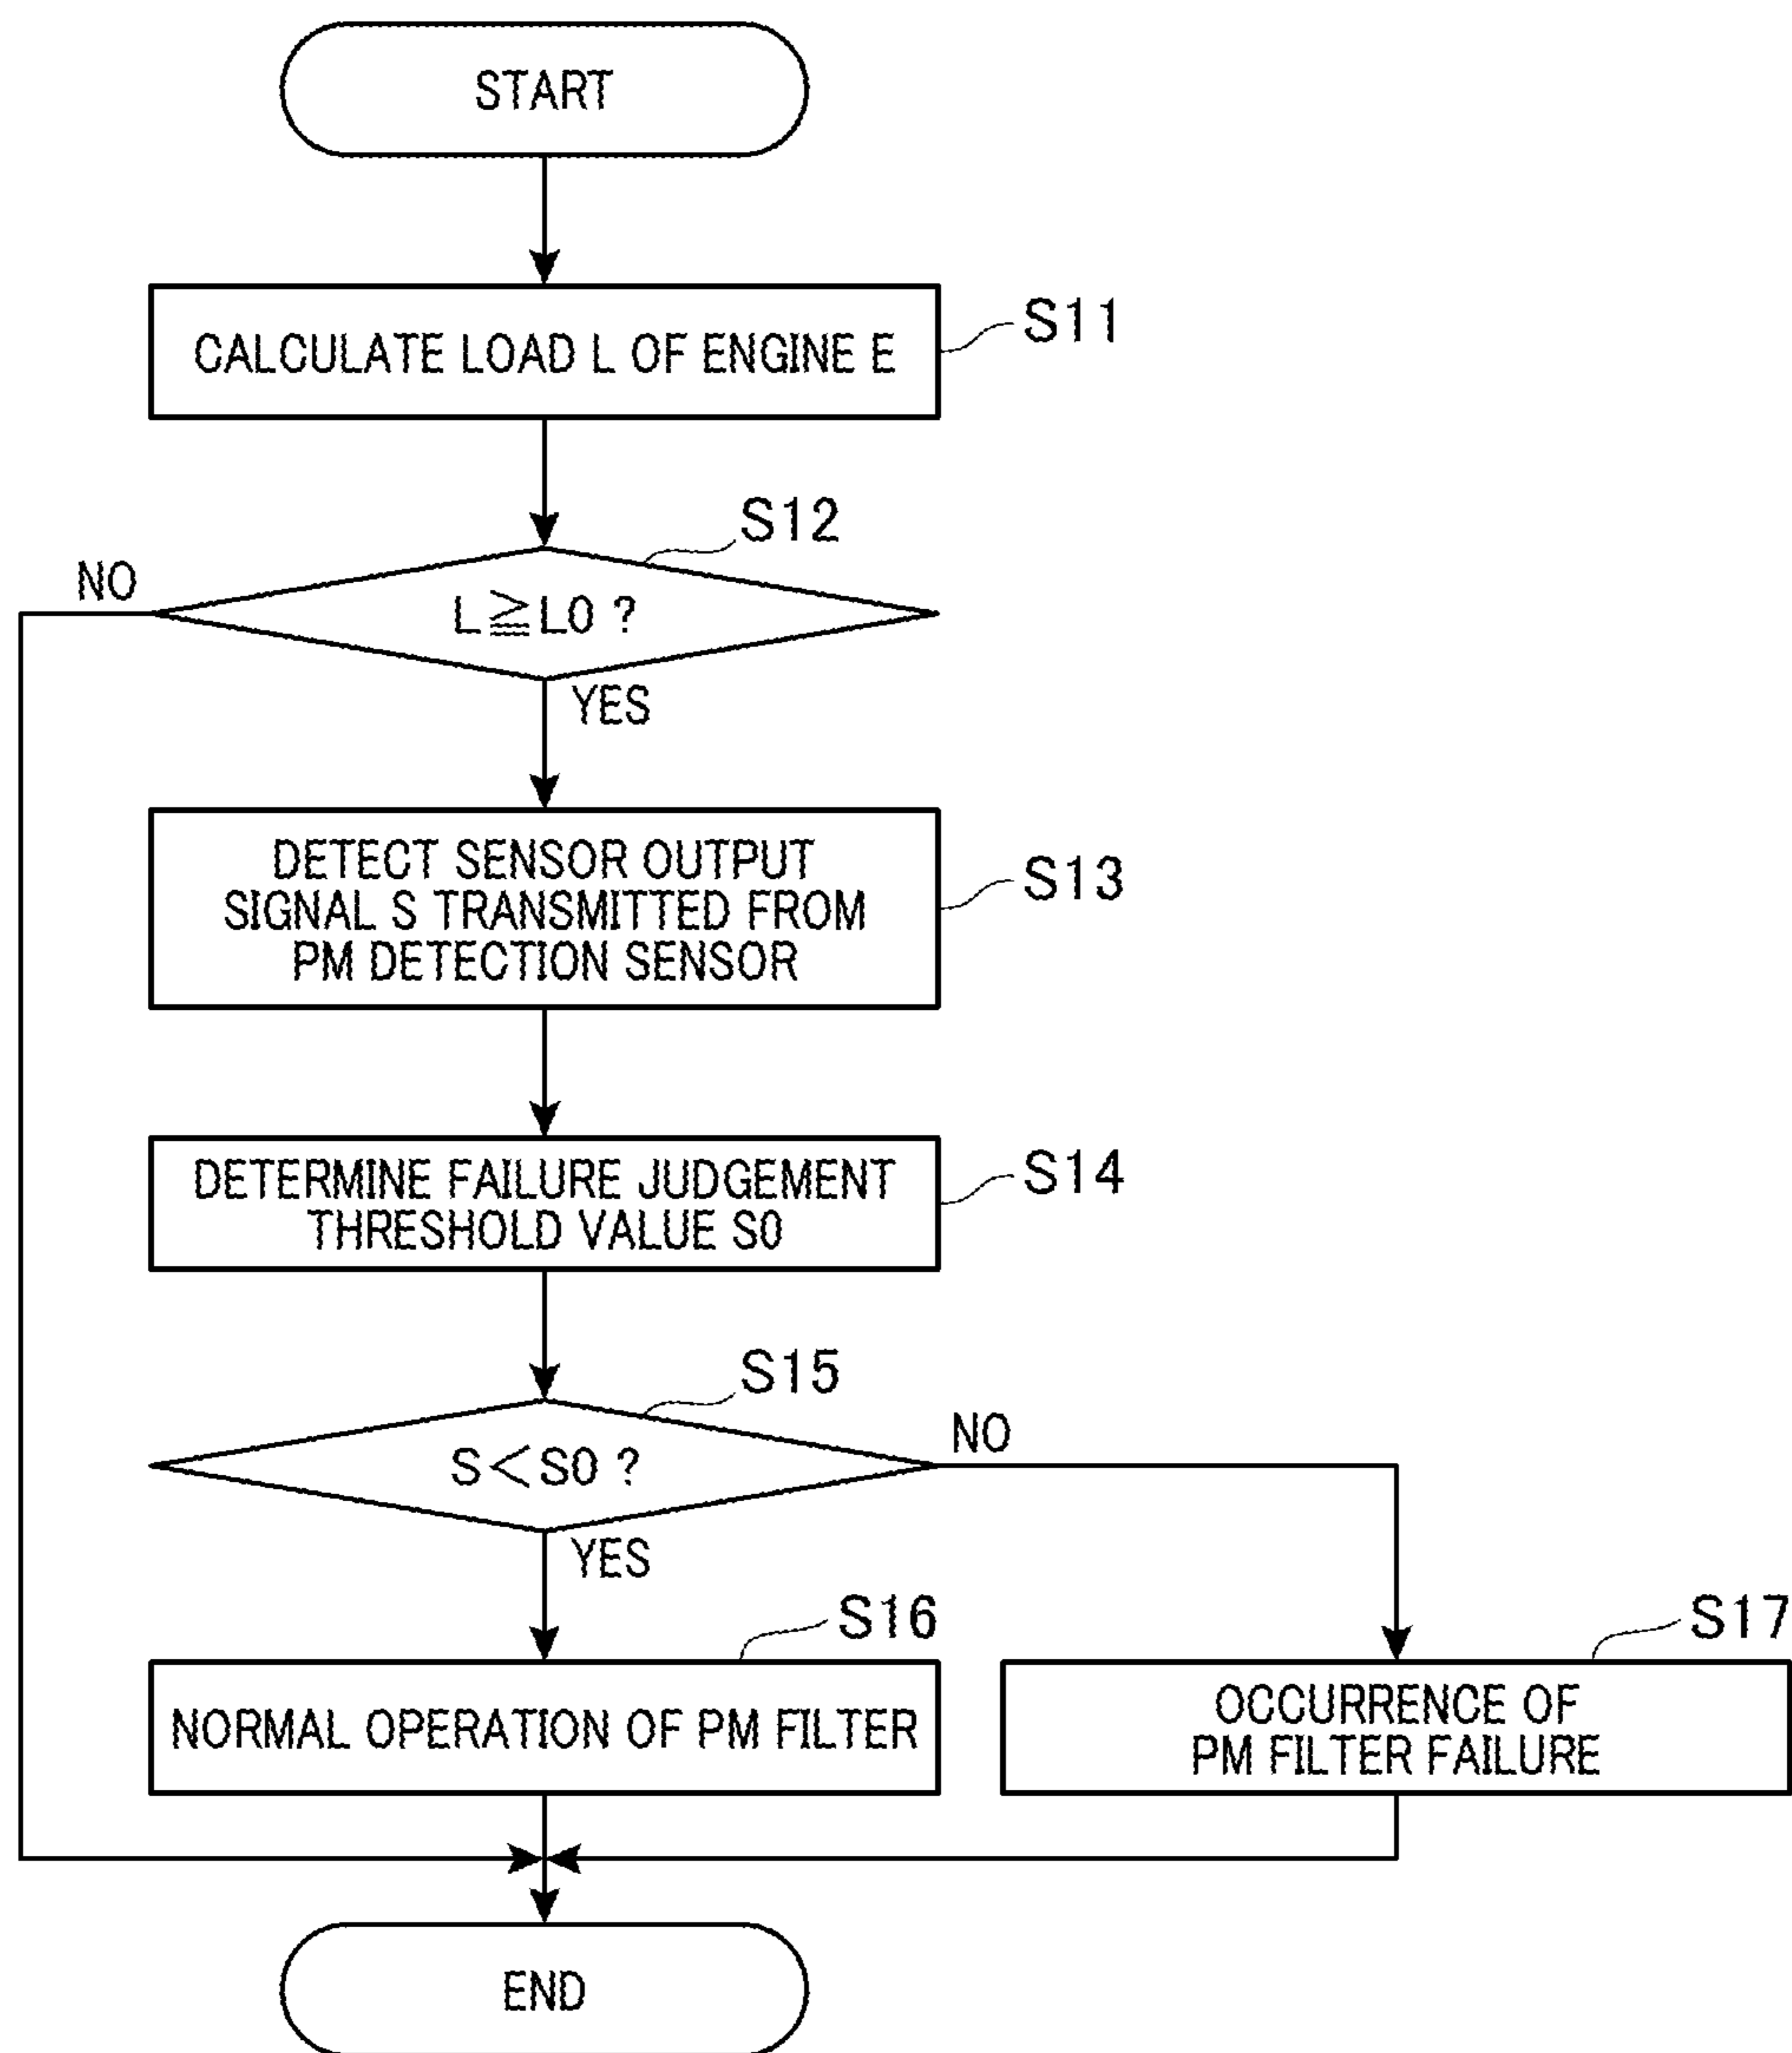 START
CALCULATE LOAD L OF ENGINE E
S11
S12
NO
L≧L0 ?
YES
DETECT SENSOR OUTPUT
SIGNAL S TRANSMITTED FROM
PM DETECTION SENSOR
S13
DETERMINE FAILURE JUDGEMENT
THRESHOLD VALUE S0
S14
S15
S<S0 ?
NO
YES
S16
NORMAL OPERATION OF PM FILTER
S17
OCCURRENCE OF
PM FILTER FAILURE
END